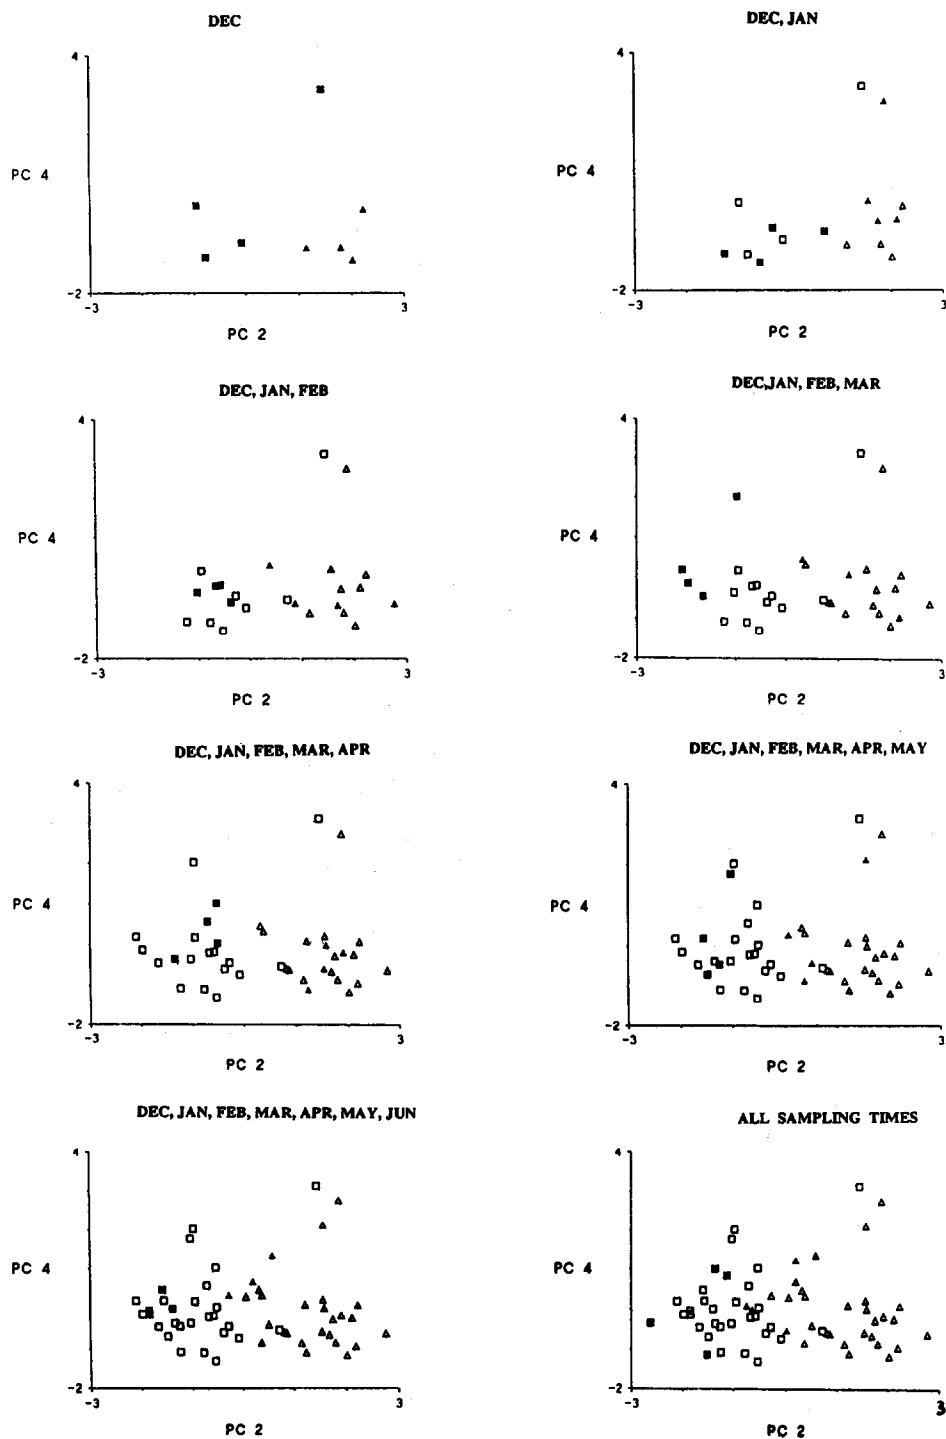 DEC
DEC, JAN
4
4
PC 4
PC 4
-2
-2
-3
3
-3
3
PC 2
PC 2
DEC, JAN, FEB
DEC,JAN, FEB, MAR
4
4
PC 4
PC 4
-2
-2
-3
3
-3
3
PC 2
PC 2
DEC, JAN, FEB, MAR, APR
DEC, JAN, FEB, MAR, APR, MAY
4
4
PC 4
PC 4
-2
-2
-3
3
-3
3
PC 2
PC 2
DEC, JAN, FEB, MAR, APR, MAY, JUN
ALL SAMPLING TIMES
4
4
PC 4
PC 4
-2
-2
-3
3
-3
3
PC 2
PC 2